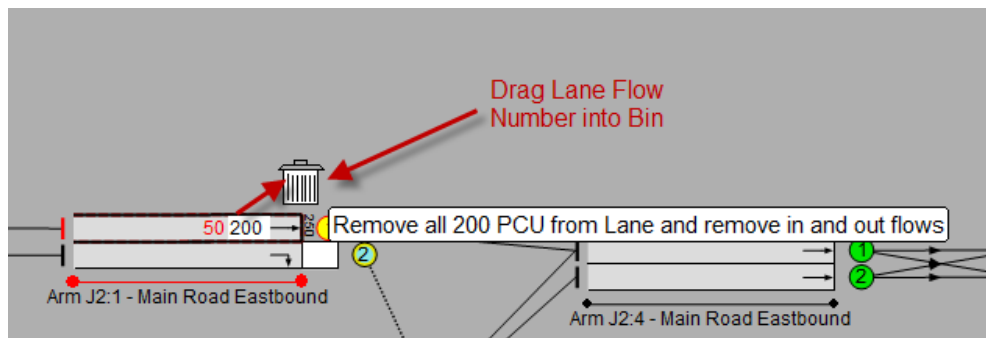 Drag Lane Flow
Number into Bin
50 200
250
Remove all 200 PCU from Lane and remove in and out flows
2
1
2
Arm J2:1 - Main Road Eastbound
Arm J2:4 - Main Road Eastbound